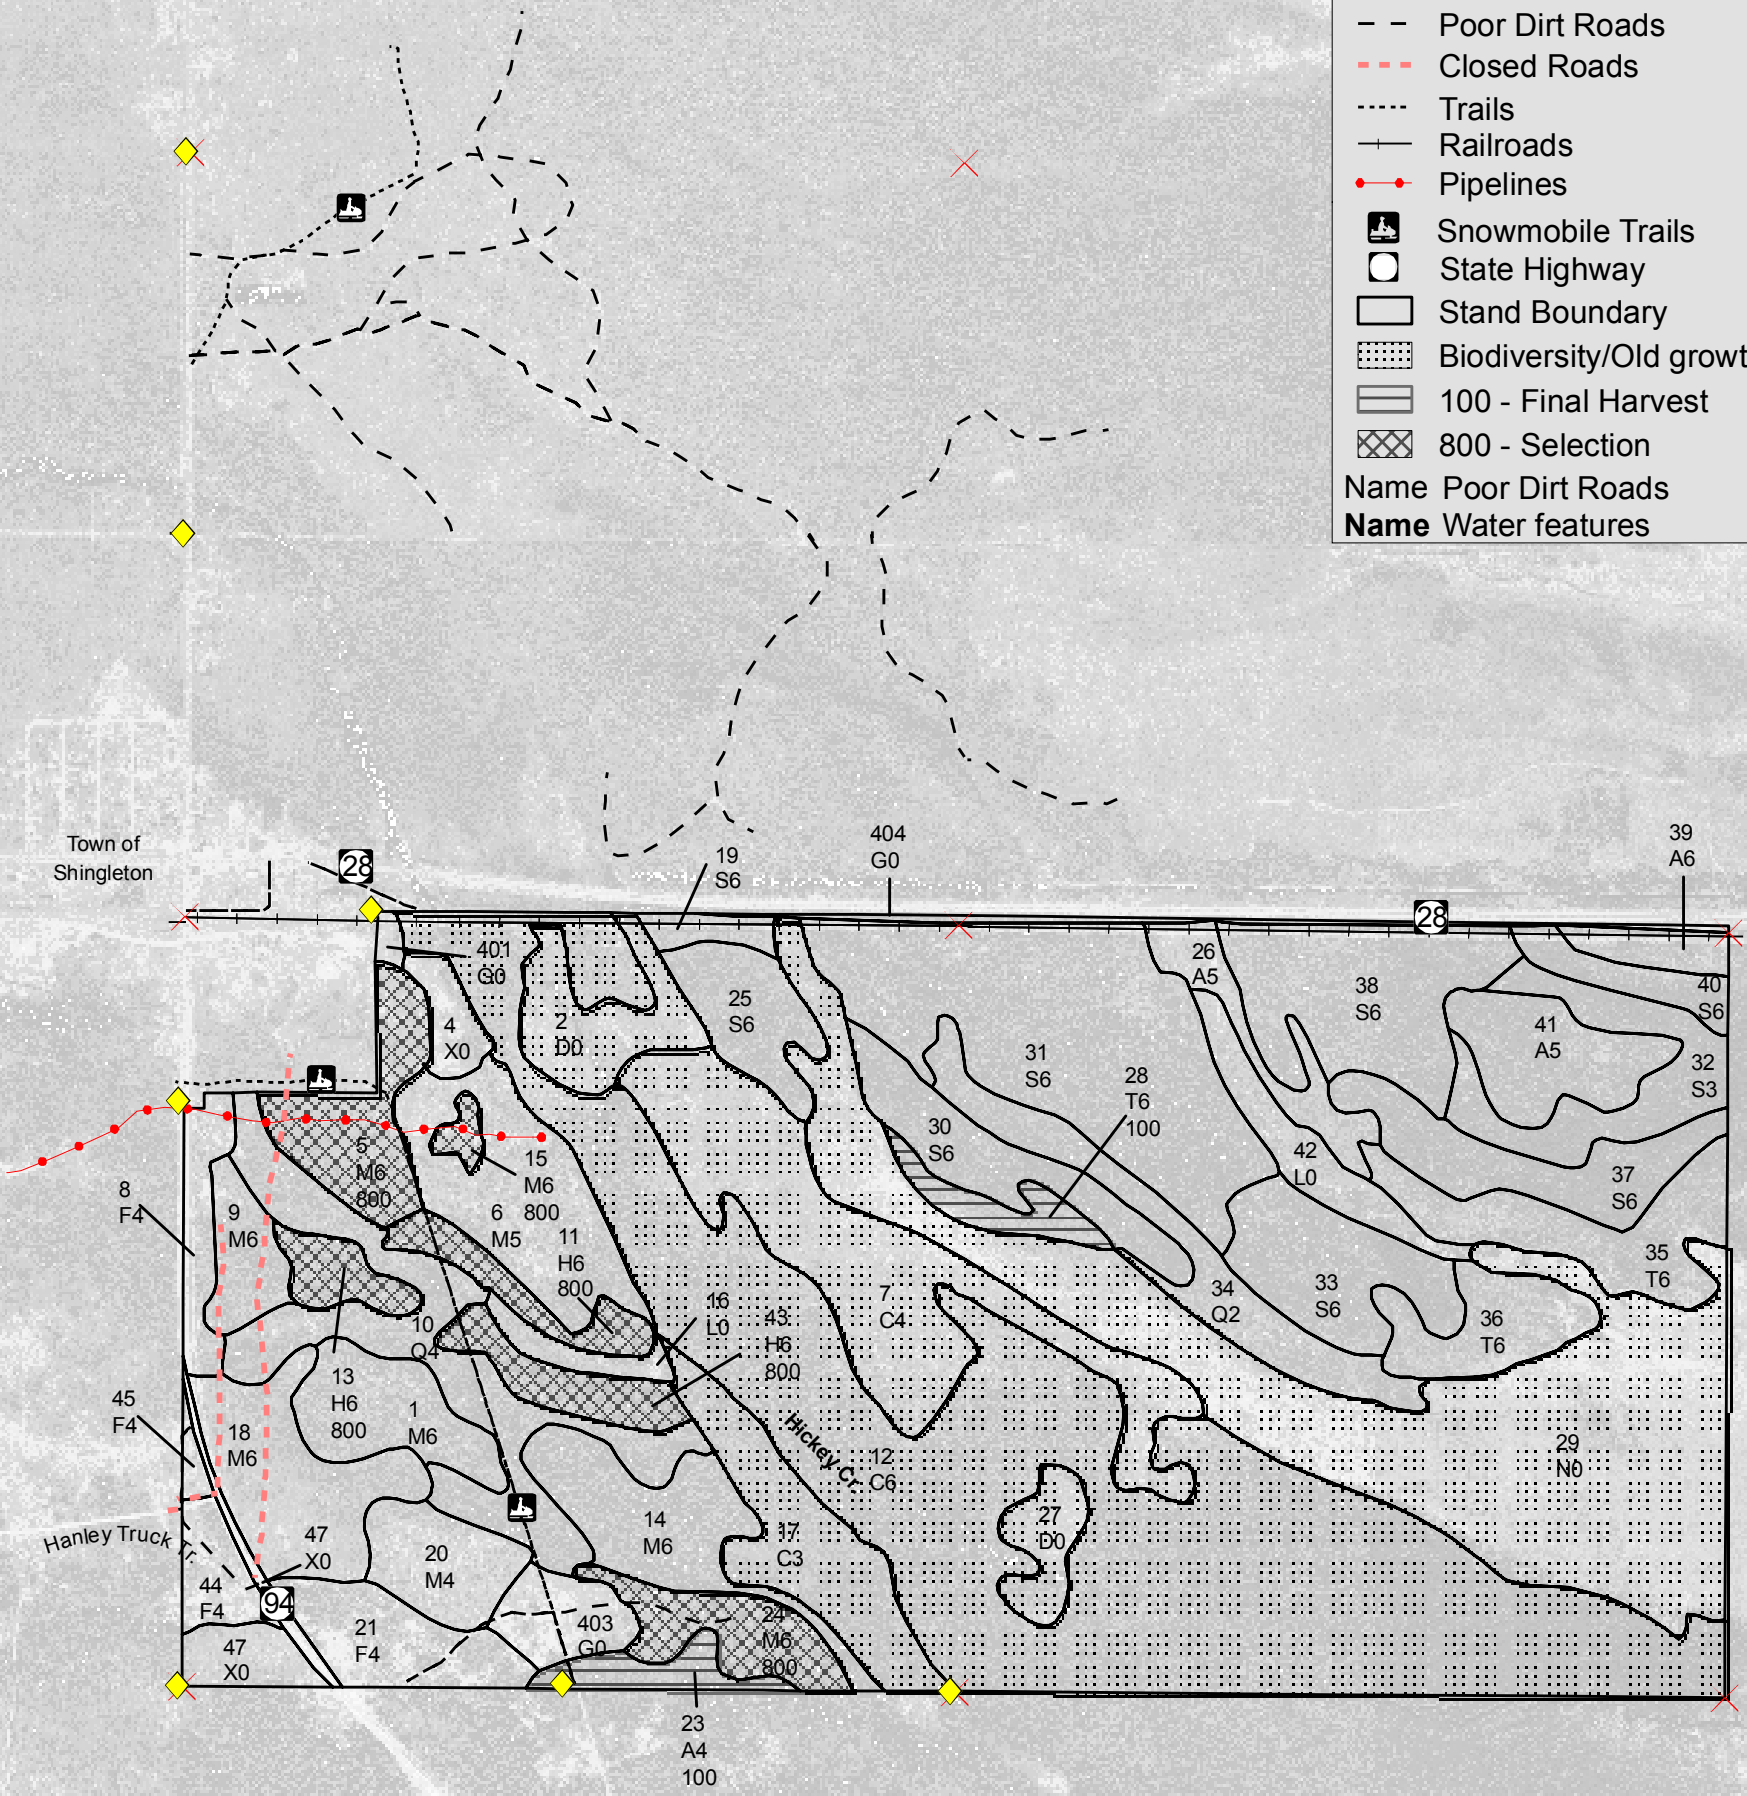 Poor Dirt Roads
Closed Roads
Trails
Railroads
Pipelines
Snowmobile Trails
State Highway
Stand Boundary
Biodiversity/Old growt
100 - Final Harvest
800 - Selection
Name Poor Dirt Roads
Name Water features
Town of
Shingleton
28
19
S6
404
G0
39
A6
28
401
G0
4
X0
2
D0
25
S6
26
A5
38
S6
40
S6
41
A5
32
S3
31
S6
28
T6
100
30
S6
42
L0
37
S6
5
M6
800
15
M6
800
8
F4
9
M6
6
M5
11
H6
800
35
T6
16
L0
43
H6
800
7
C4
34
Q2
33
S6
36
T6
10
Q4
13
H6
800
1
M6
45
F4
18
M6
Hickey Cr.
12
C6
29
N0
27
D0
14
M6
17
C3
Hanley Truck Tr.
47
X0
20
M4
44
F4
94
21
F4
403
G0
24
M6
800
47
X0
23
A4
100